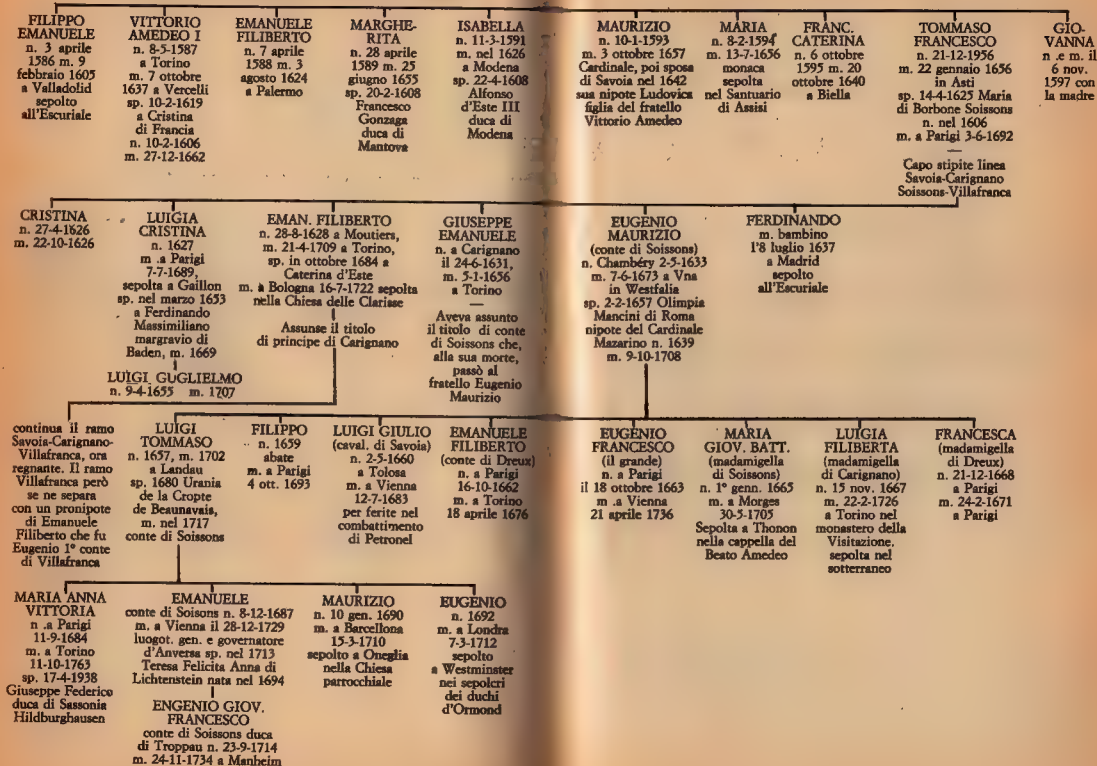 FILIPPO
EMANUELE
n. 3 aprile
1586 m. 9
febbraio 1605
a Valladolid
sepolto
all'Escuriale
VITTORIO
AMEDEO I
n. 8-5-1587
a Torino
m. 7 ottobre
1637 a Vercelli
sp. 10-2-1619
a Cristina
di Francia
n. 10-2-1606
m. 27-12-1662
EMANUELE
FILIBERTO
n. 7 aprile
1588 m. 3
agosto 1624
a Palermo
MARGHE-
RITA
n. 28 aprile
1589 m. 25
giugno 1655
sp. 20-2-1608
Francesco
Gonzaga
duca di
Mantova
ISABELLA
n. 11-3-1591
m. nel 1626
a Modena
sp. 22-4-1608
Alfonso
d'Este III
duca di
Modena
MAURIZIO
n. 10-1-1593
m. 3 ottobre 1657
Cardinale, poi sposa
di Savoia nel 1642
sua nipote Ludovica
figlia del fratello
Vittorio Amedeo
MARIA
n. 8-2-1594
m. 13-7-1656
monaca
sepolta
nel Santuario
di Assisi
FRANC.
CATERINA
n. 6 ottobre
1595 m. 20
ottobre 1640
a Biella
TOMMASO
FRANCESCO
n. 21-12-1956
m. 22 gennaio 1656
in Asti
sp. 14-4-1625 Maria
di Borbone Soissons
n. nel 1606
m. a Parigi 3-6-1692
—
Capo stipite linea
Savoia-Carignano
Soissons-Villafranca
GIO-
VANNA
n .e m. il
6 nov.
1597 con
la madre
CRISTINA
n. 27-4-1626
m. 22-10-1626
LUIGIA
CRISTINA
n. 1627
m .a Parigi
7-7-1689,
sepolta a Gaillon
sp. nel marzo 1653
a Ferdinando
Massimiliano
margravio di
Baden, m. 1669
LUIGI GUGLIELMO
n. 9-4-1655 m. 1707
EMAN. FILIBERTO
n. 28-8-1628 a Moutiers,
m. 21-4-1709 a Torino,
sp. in ottobre 1684 a
Caterina d'Este
m. a Bologna 16-7-1722 sepolta
nella Chiesa delle Clarisse
Assunse il titolo
di principe di Carignano
GIUSEPPE
EMANUELE
n. a Carignano
il 24-6-1631,
m. 5-1-1656
a Torino
—
Aveva assunto
il titolo di conte
di Soissons che,
alla sua morte,
passò al
fratello Eugenio
Maurizio
EUGENIO
MAURIZIO
(conte di Soissons)
n. Chambéry 2-5-1633
m. 7-6-1673 a Vna
in Westfalia
sp. 2-2-1657 Olimpia
Mancini di Roma
nipote del Cardinale
Mazarino n. 1639
m. 9-10-1708
FERDINANDO
m. bambino
l'8 luglio 1637
a Madrid
sepolto
all'Escuriale
continua il ramo
Savoia-Carignano-
Villafranca, ora
regnante. Il ramo
Villafranca però
se ne separa
con un pronipote
di Emanuele
Filiberto che fu
Eugenio 1° conte
di Villafranca
LUIGI
TOMMASO
n. 1657, m. 1702
a Landau
sp. 1680 Urania
de la Cropte
de Beaunavais,
m. nel 1717
conte di Soissons
FILIPPO
n. 1659
abate
m. a Parigi
4 ott. 1693
LUIGI GIULIO
(caval. di Savoia)
n. 2-5-1660
a Tolosa
m. a Vienna
12-7-1683
per ferite nel
combattimento
di Petronel
EMANUELE
FILIBERTO
(conte di Dreux)
n. a Parigi
16-10-1662
m. a Torino
18 aprile 1676
EUGENIO
FRANCESCO
(il grande)
n. a Parigi
il 18 ottobre 1663
m .a Vienna
21 aprile 1736
MARIA
GIOV. BATT.
(madamigella
di Soissons)
n. 1° genn. 1665
m. a Morges
30-5-1705
Sepolta a Thonon
nella cappella del
Beato Amedeo
LUIGIA
FILIBERTA
(madamigella
di Carignano)
n. 15 nov. 1667
m. 22-2-1726
a Torino nel
monastero della
Visitazione,
sepolta nel
sotterraneo
FRANCESCA
(madamigella
di Dreux)
n. 21-12-1668
a Parigi
m. 24-2-1671
a Parigi
MARIA ANNA
VITTORIA
n .a Parigi
11-9-1684
m. a Torino
11-10-1763
sp. 17-4-1938
Giuseppe Federico
duca di Sassonia
Hildburghausen
EMANUELE
conte di Soisons n. 8-12-1687
m. a Vienna il 28-12-1729
luogot. gen. e governatore
d'Anversa sp. nel 1713
Teresa Felicita Anna di
Lichtenstein nata nel 1694
ENGENIO GIOV.
FRANCESCO
conte di Soissons duca
di Troppau n. 23-9-1714
m. 24-11-1734 a Manheim
MAURIZIO
n. 10 gen. 1690
m. a Barcellona
15-3-1710
sepolto a Oneglia
nella Chiesa
parrocchiale
EUGENIO
n. 1692
m. a Londra
7-3-1712
sepolto
a Westminster
nei sepolcri
dei duchi
d'Ormond